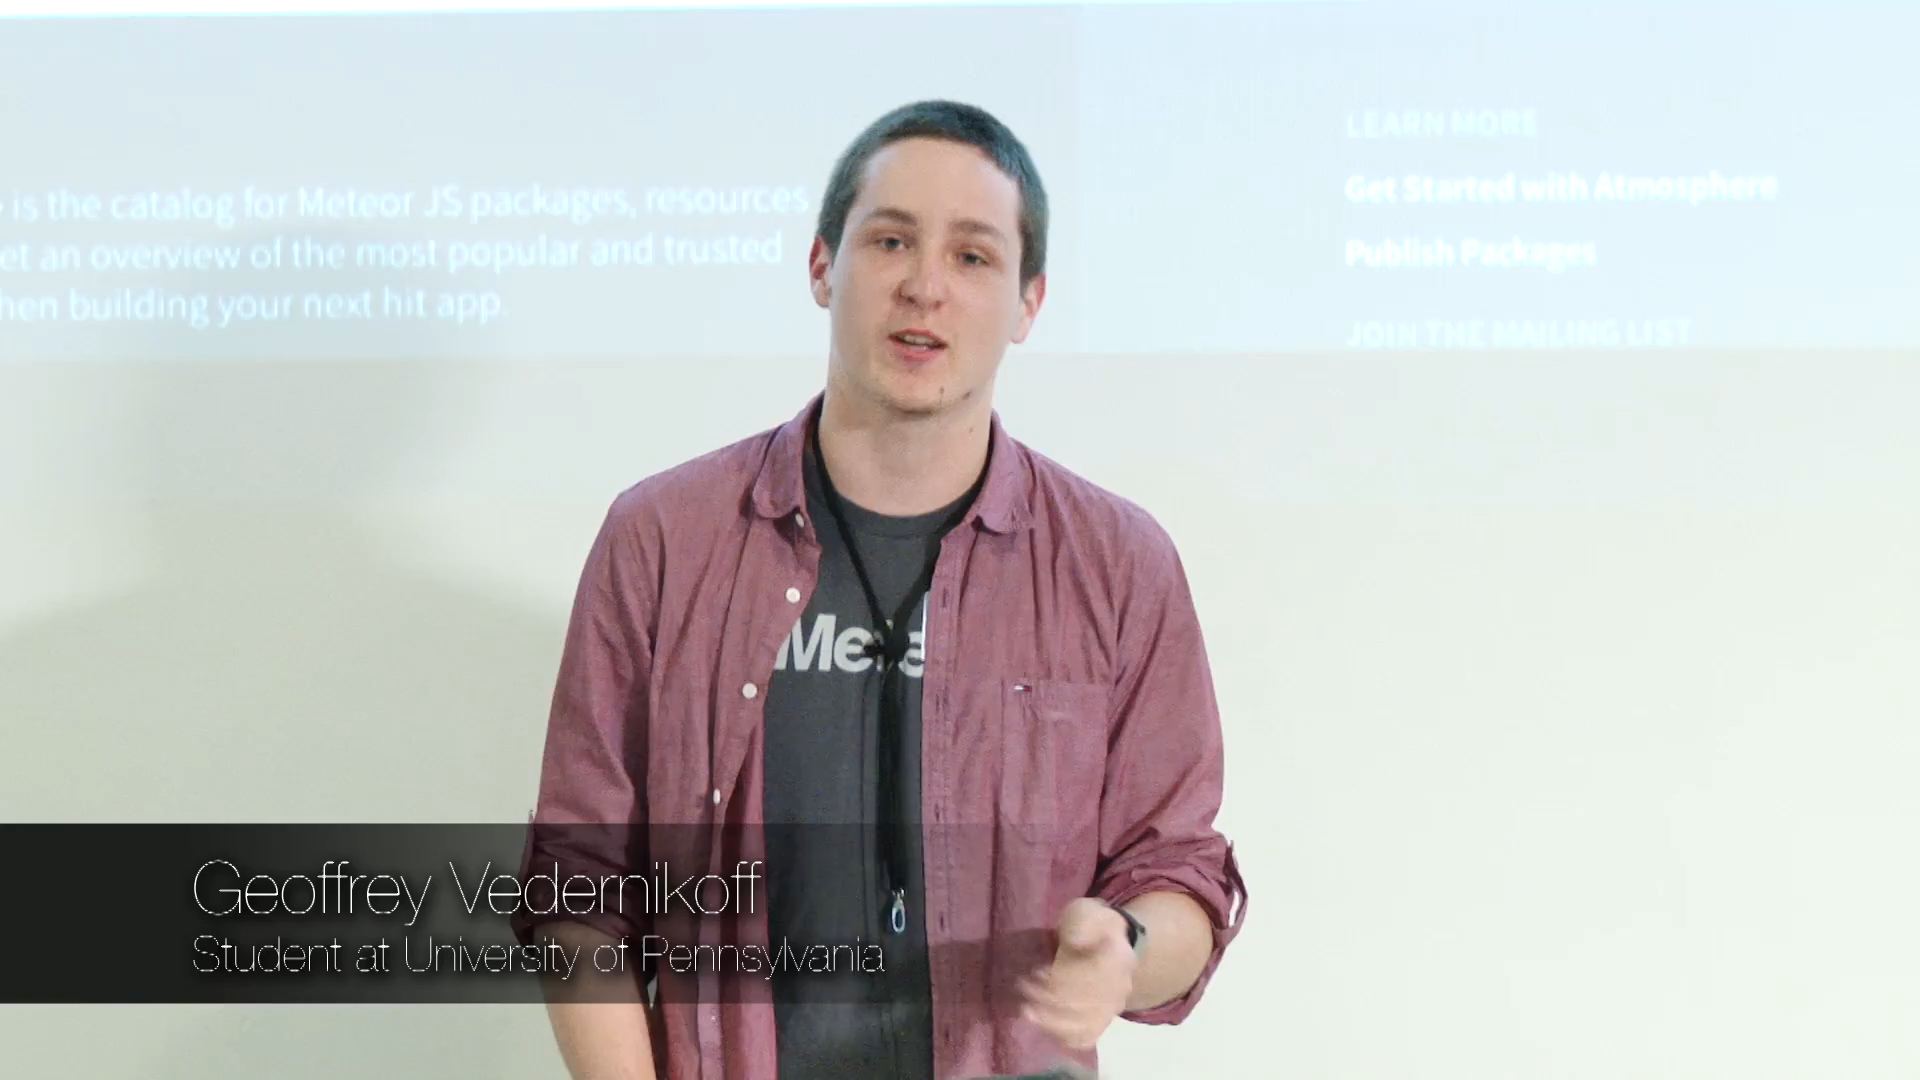 is the catalog for Meteor JS packages, resources
et an overview of the most popular and trusted
hen building your next hit app.
LEARN MORE
Get Started with Atmosphere
Publish Packages
JOIN THE MAILING LIST
Me
Geoffrey Vedernikoff
Student at University of Pennsylvania